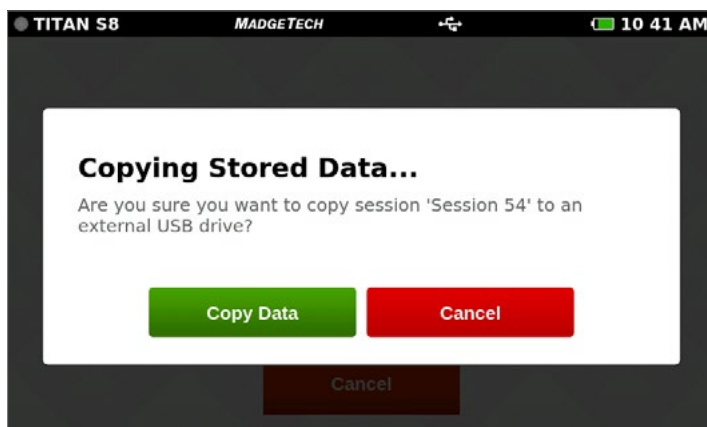 TITAN S8 MADGETECH 10 41 AM
Copying Stored Data...
Are you sure you want to copy session 'Session 54' to an
external USB drive?
Copy Data Cancel
Cancel